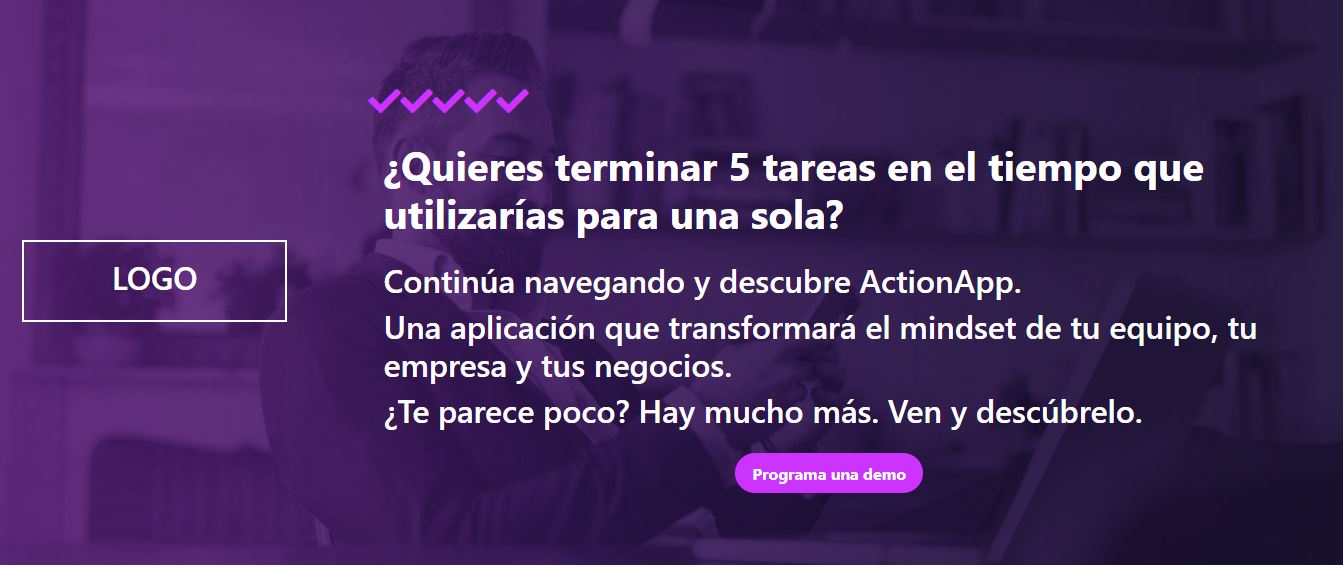 ¿Quieres terminar 5 tareas en el tiempo que
utilizarías para una sola?
LOGO
Continúa navegando y descubre ActionApp.
Una aplicación que transformará el mindset de tu equipo, tu
empresa y tus negocios.
¿Te parece poco? Hay mucho más. Ven y descúbrelo.
Programa una demo